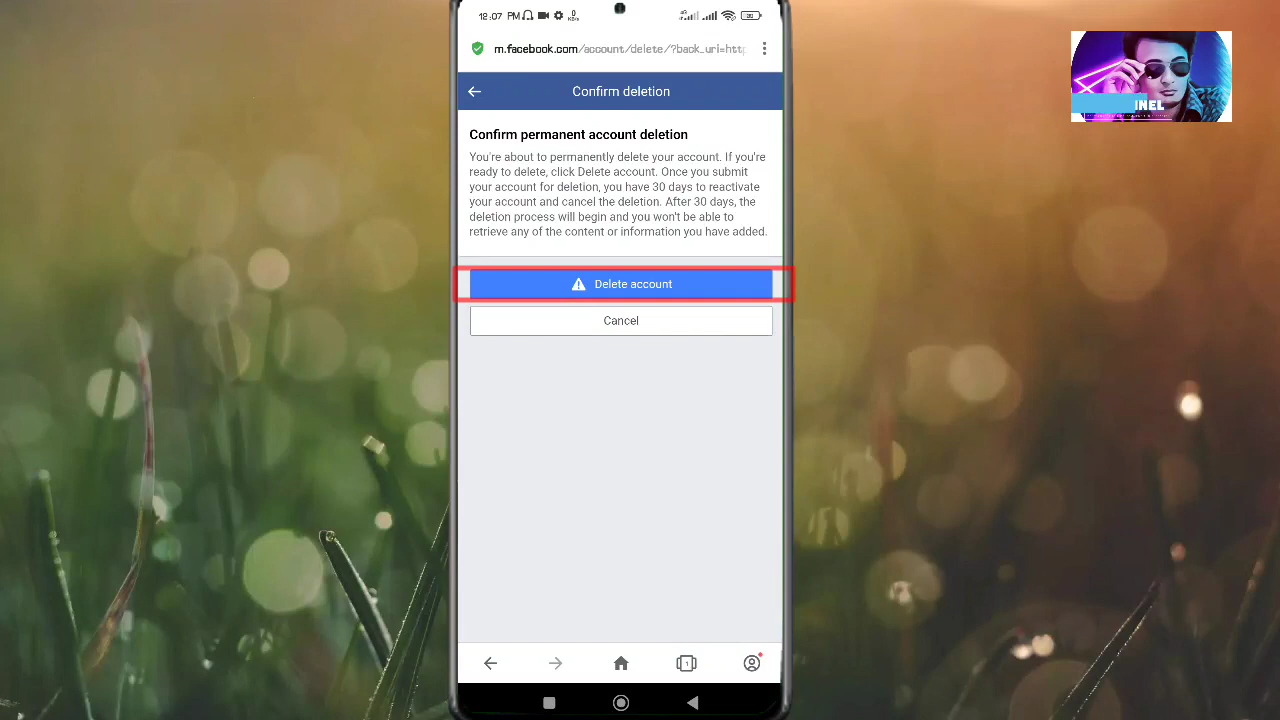 12:07 PM
m.facebook.com/account/delete/?back_uri=http
Confirm deletion
Confirm permanent account deletion
You're about to permanently delete your account. If you're
ready to delete, click Delete account. Once you submit
your account for deletion, you have 30 days to reactivate
your account and cancel the deletion. After 30 days, the
deletion process will begin and you won't be able to
retrieve any of the content or information you have added.
Delete account
Cancel
1